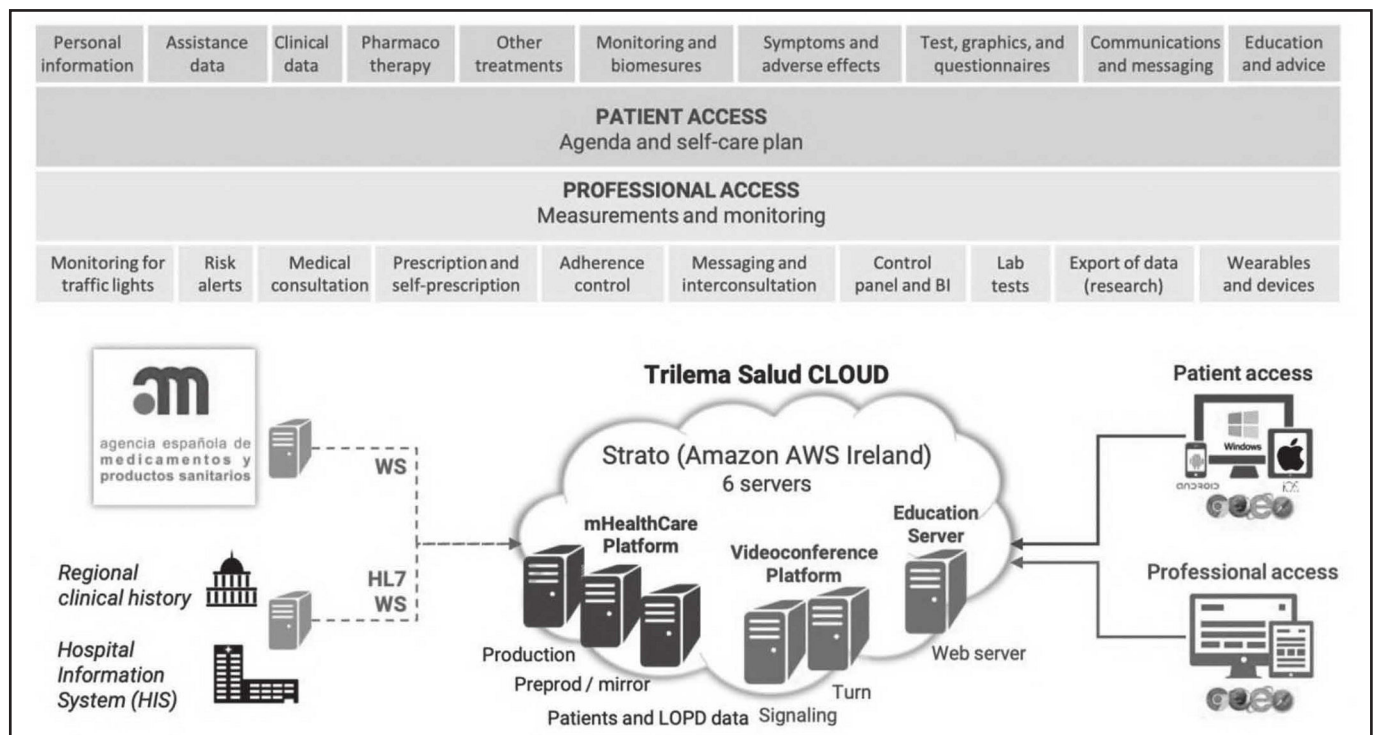 Personal information
Assistance data
Clinical data
Pharmaco therapy
Other treatments
Monitoring and biomesures
Symptoms and adverse effects
Test, graphics, and questionnaires
Communications and messaging
Education and advice
PATIENT ACCESS
Agenda and self-care plan
PROFESSIONAL ACCESS
Measurements and monitoring
Monitoring for traffic lights
Risk alerts
Medical consultation
Prescription and self-prescription
Adherence control
Messaging and interconsultation
Control panel and BI
Lab tests
Export of data (research)
Wearables and devices
am
agencia española de
medicamentos y
productos sanitarios
WS
Regional
clinical history
HL7
WS
Hospital
Information
System (HIS)
Trilema Salud CLOUD
Strato (Amazon AWS Ireland)
6 servers
mHealthCare
Platform
Videoconference
Platform
Education
Server
Production
Preprod / mirror
Patients and LOPD data
Signaling
Turn
Web server
Patient access
Windows
ANDROID
iOS
Professional access